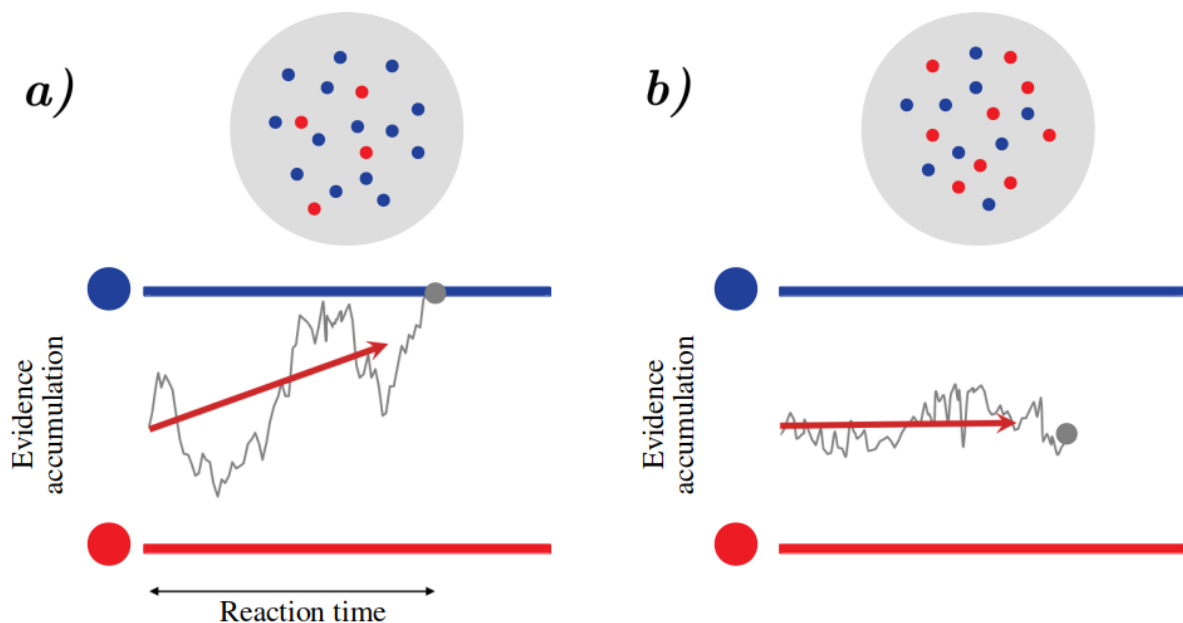 a)
b)
Evidence
accumulation
Evidence
accumulation
Reaction time